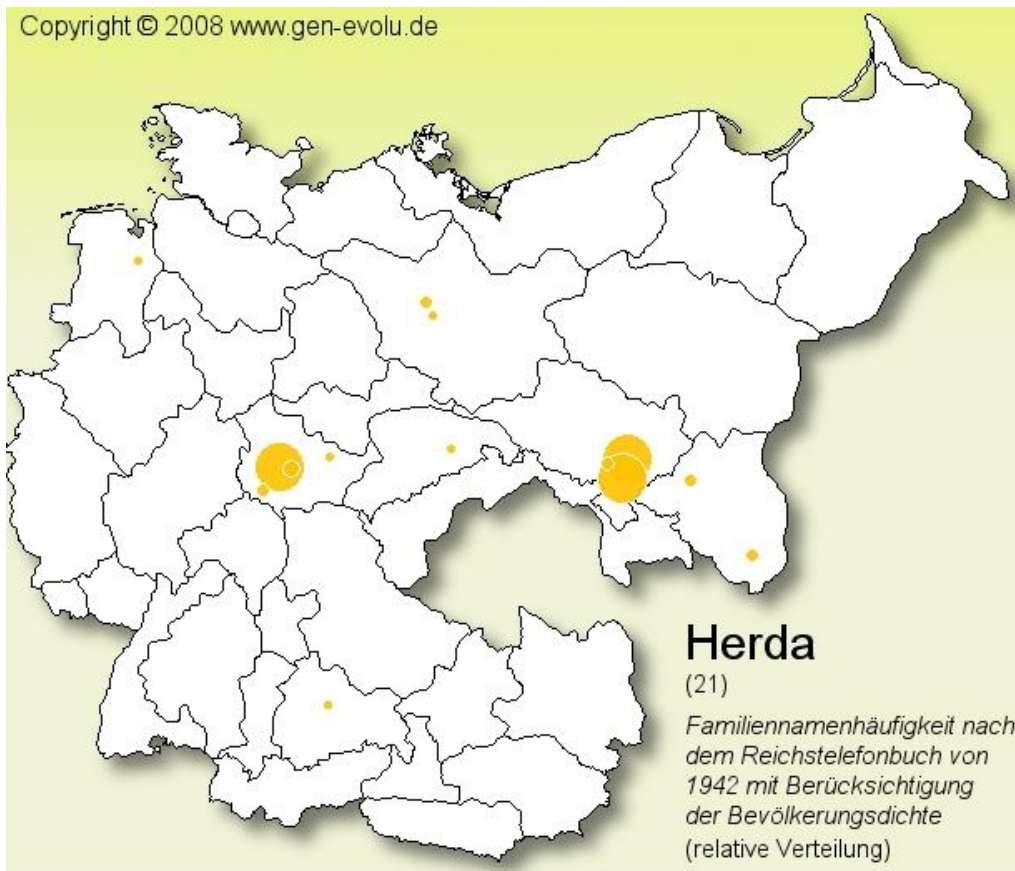 Copyright © 2008 www.gen-evolu.de
Herda
(21)
Familiennamenhäufigkeit nach
dem Reichstelefonbuch von
1942 mit Berücksichtigung
der Bevölkerungsdichte
(relative Verteilung)